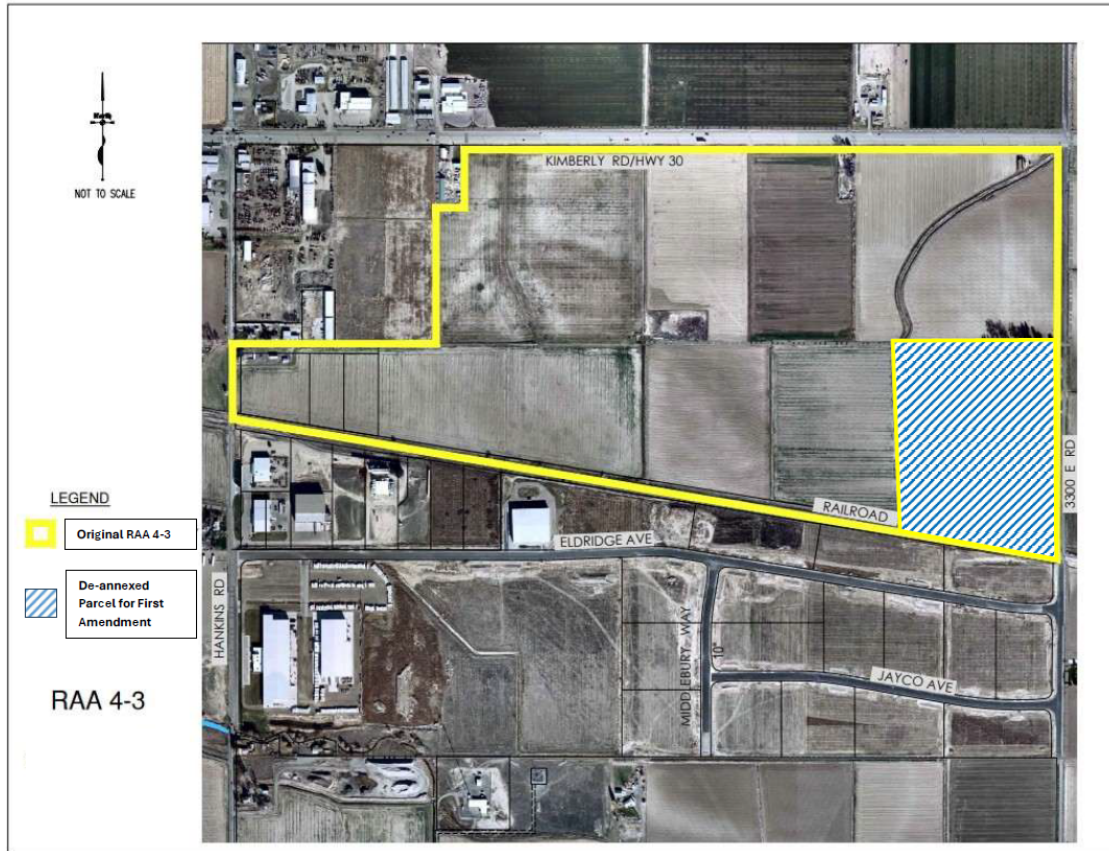 North
NOT TO SCALE
KIMBERLY RD/HWY 30
3300 E RD
RAILROAD
ELDRIDGE AVE
HANKINS RD
MIDDLEBURY WAY
10"
JAYCO AVE
LEGEND
Original RAA 4-3
De-annexed
Parcel for First
Amendment
RAA 4-3